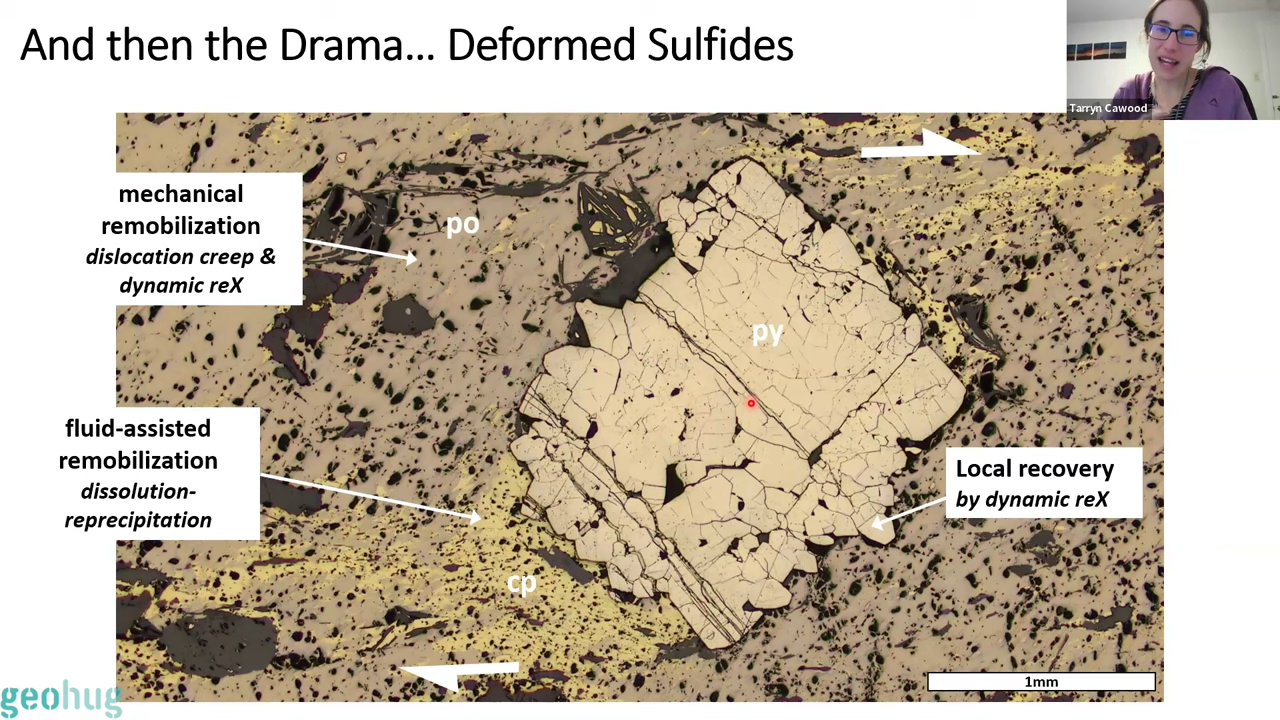 And then the Drama... Deformed Sulfides
Tarryn Cawood
mechanical
remobilization
dislocation creep &
dynamic reX
po
py
fluid-assisted
remobilization
dissolution-
reprecipitation
Local recovery
by dynamic reX
cp
1mm
geohug